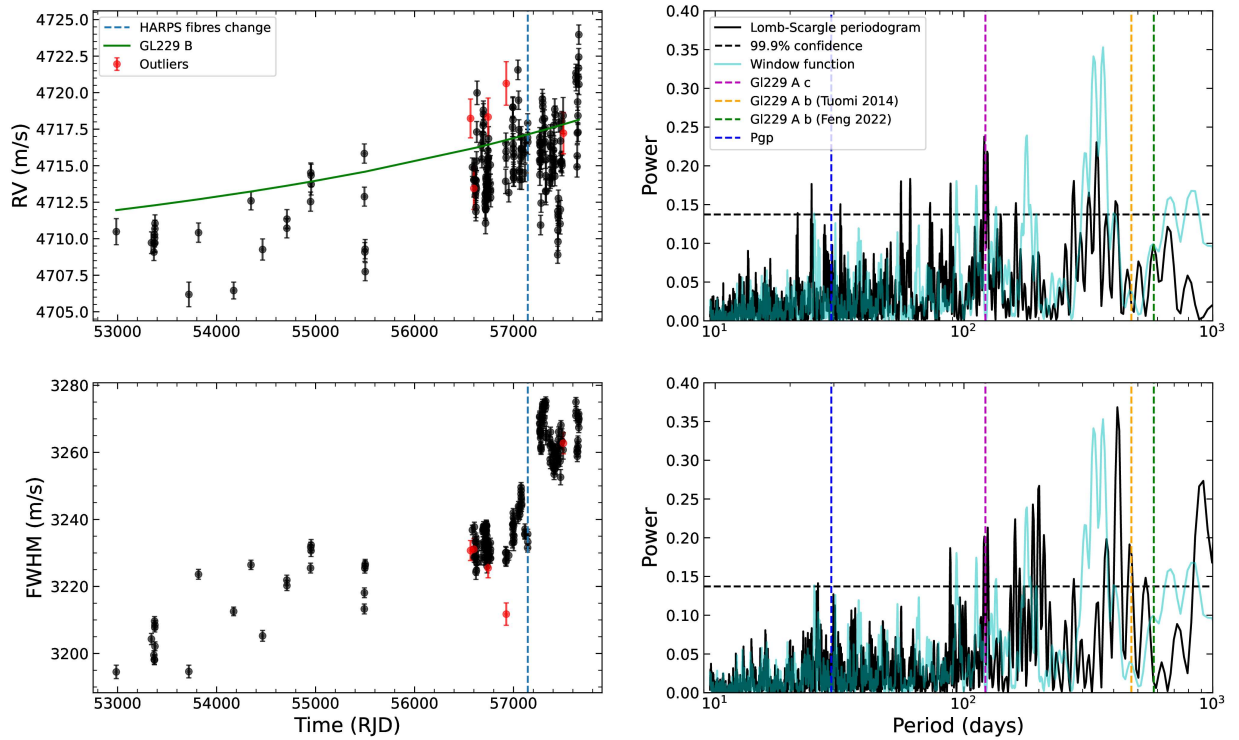 4725.0
4722.5
4720.0
4717.5
4715.0
4712.5
4710.0
4707.5
4705.0
RV (m/s)
HARPS fibres change
GL229 B
Outliers
53000 54000 55000 56000 57000
0.40
0.35
0.30
0.25
0.20
0.15
0.10
0.05
0.00
Power
Lomb-Scargle periodogram
99.9% confidence
Window function
Gl229 A c
Gl229 A b (Tuomi 2014)
Gl229 A b (Feng 2022)
Pgp
10^1 10^2 10^3
3280
3260
3240
3220
3200
FWHM (m/s)
53000 54000 55000 56000 57000
Time (RJD)
0.40
0.35
0.30
0.25
0.20
0.15
0.10
0.05
0.00
Power
10^1 10^2 10^3
Period (days)